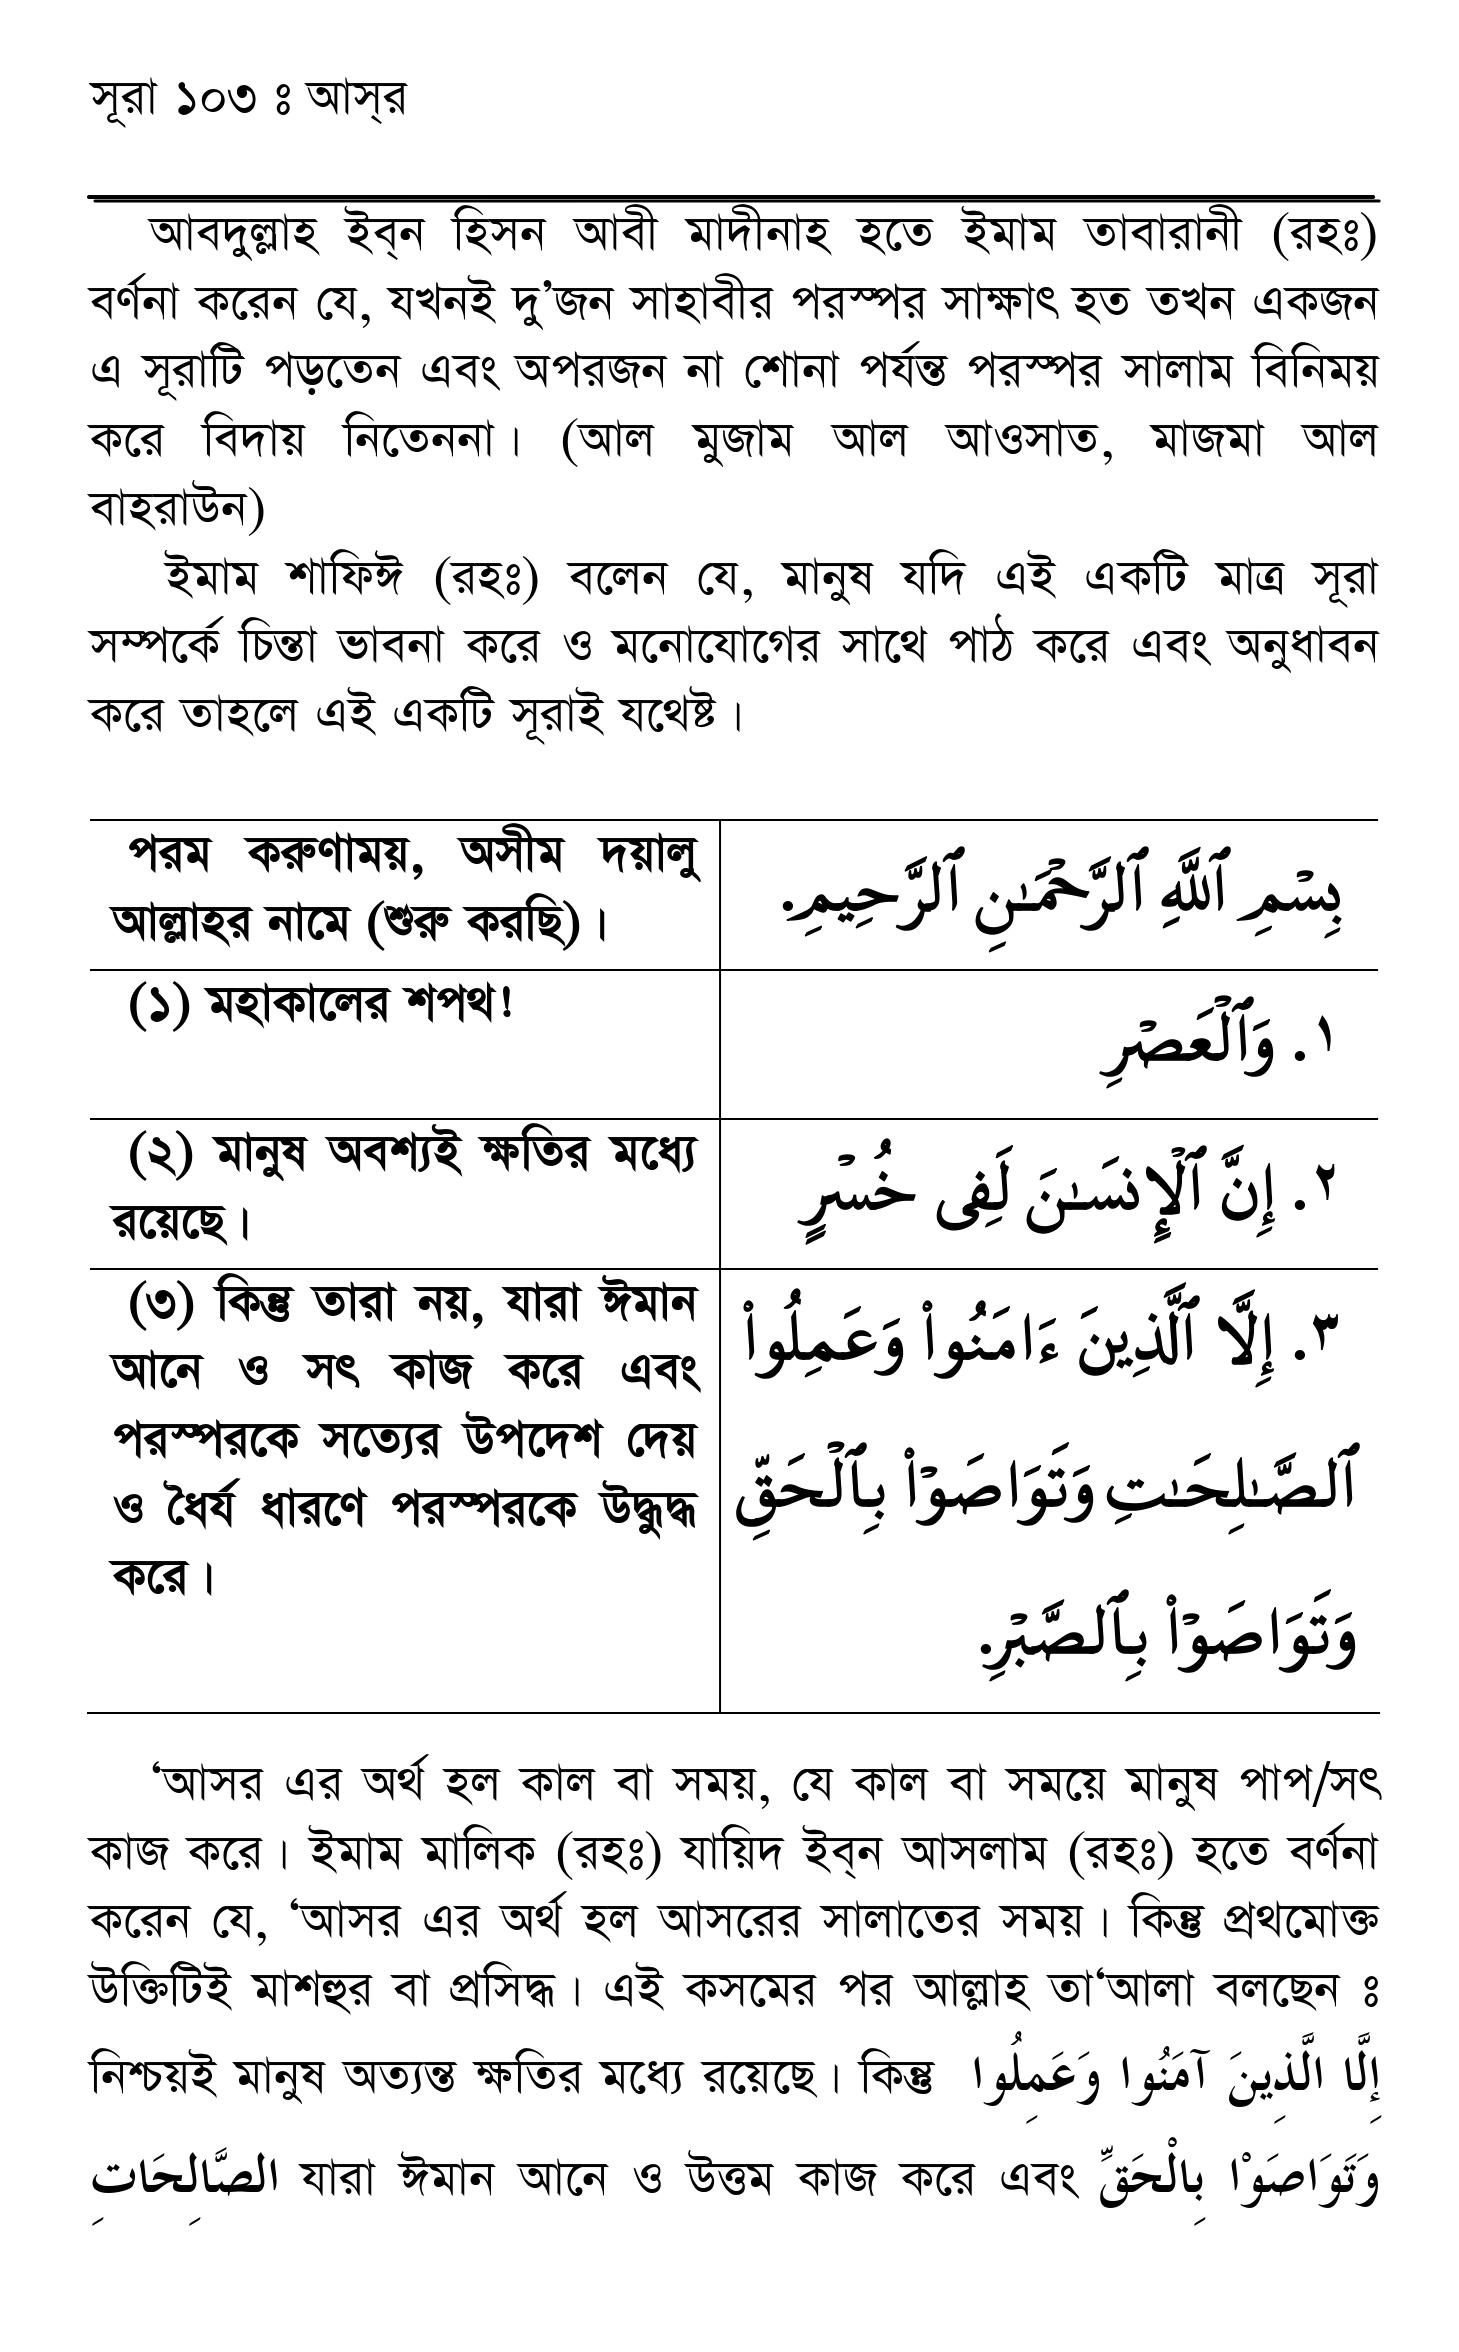 সূরা ১০৩ ঃ আস্‌র
আবদুল্লাহ ইব্‌ন হিসন আবী মাদীনাহ হতে ইমাম তাবারানী (রহঃ)
বর্ণনা করেন যে, যখনই দু’জন সাহাবীর পরস্পর সাক্ষাৎ হত তখন একজন
এ সূরাটি পড়তেন এবং অপরজন না শোনা পর্যন্ত পরস্পর সালাম বিনিময়
করে বিদায় নিতেননা। (আল মুজাম আল আওসাত, মাজমা আল
বাহরাউন)
ইমাম শাফিঈ (রহঃ) বলেন যে, মানুষ যদি এই একটি মাত্র সূরা
সম্পর্কে চিন্তা ভাবনা করে ও মনোযোগের সাথে পাঠ করে এবং অনুধাবন
করে তাহলে এই একটি সূরাই যথেষ্ট।
পরম করুণাময়, অসীম দয়ালু
আল্লাহর নামে (শুরু করছি)।
بِسْمِ ٱللَّهِ ٱلرَّحْمَـٰنِ ٱلرَّحِيمِ.
(১) মহাকালের শপথ!
١. وَٱلْعَصْرِ
(২) মানুষ অবশ্যই ক্ষতির মধ্যে
রয়েছে।
٢. إِنَّ ٱلْإِنسَـٰنَ لَفِى خُسْرٍ
(৩) কিন্তু তারা নয়, যারা ঈমান
আনে ও সৎ কাজ করে এবং
পরস্পরকে সত্যের উপদেশ দেয়
ও ধৈর্য ধারণে পরস্পরকে উদ্ধুদ্ধ
করে।
٣. إِلَّا ٱلَّذِينَ ءَامَنُواْ وَعَمِلُواْ
ٱلصَّـٰلِحَـٰتِ وَتَوَاصَوْاْ بِٱلْحَقِّ
وَتَوَاصَوْاْ بِٱلصَّبْرِ.
‘আসর এর অর্থ হল কাল বা সময়, যে কাল বা সময়ে মানুষ পাপ/সৎ
কাজ করে। ইমাম মালিক (রহঃ) যায়িদ ইব্‌ন আসলাম (রহঃ) হতে বর্ণনা
করেন যে, ‘আসর এর অর্থ হল আসরের সালাতের সময়। কিন্তু প্রথমোক্ত
উক্তিটিই মাশহুর বা প্রসিদ্ধ। এই কসমের পর আল্লাহ তা‘আলা বলছেন ঃ
নিশ্চয়ই মানুষ অত্যন্ত ক্ষতির মধ্যে রয়েছে। কিন্তু إِلَّا الَّذِينَ آمَنُوا وَعَمِلُوا
الصَّالِحَاتِ যারা ঈমান আনে ও উত্তম কাজ করে এবং وَتَوَاصَوْا بِالْحَقِّ